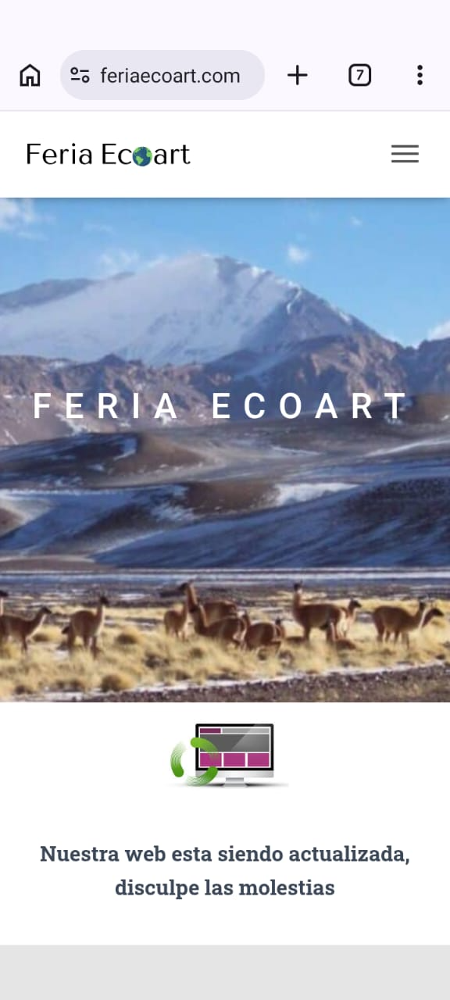 feriaecoart.com
7
Feria Ecoart
FERIA ECOART
Nuestra web esta siendo actualizada,
disculpe las molestias